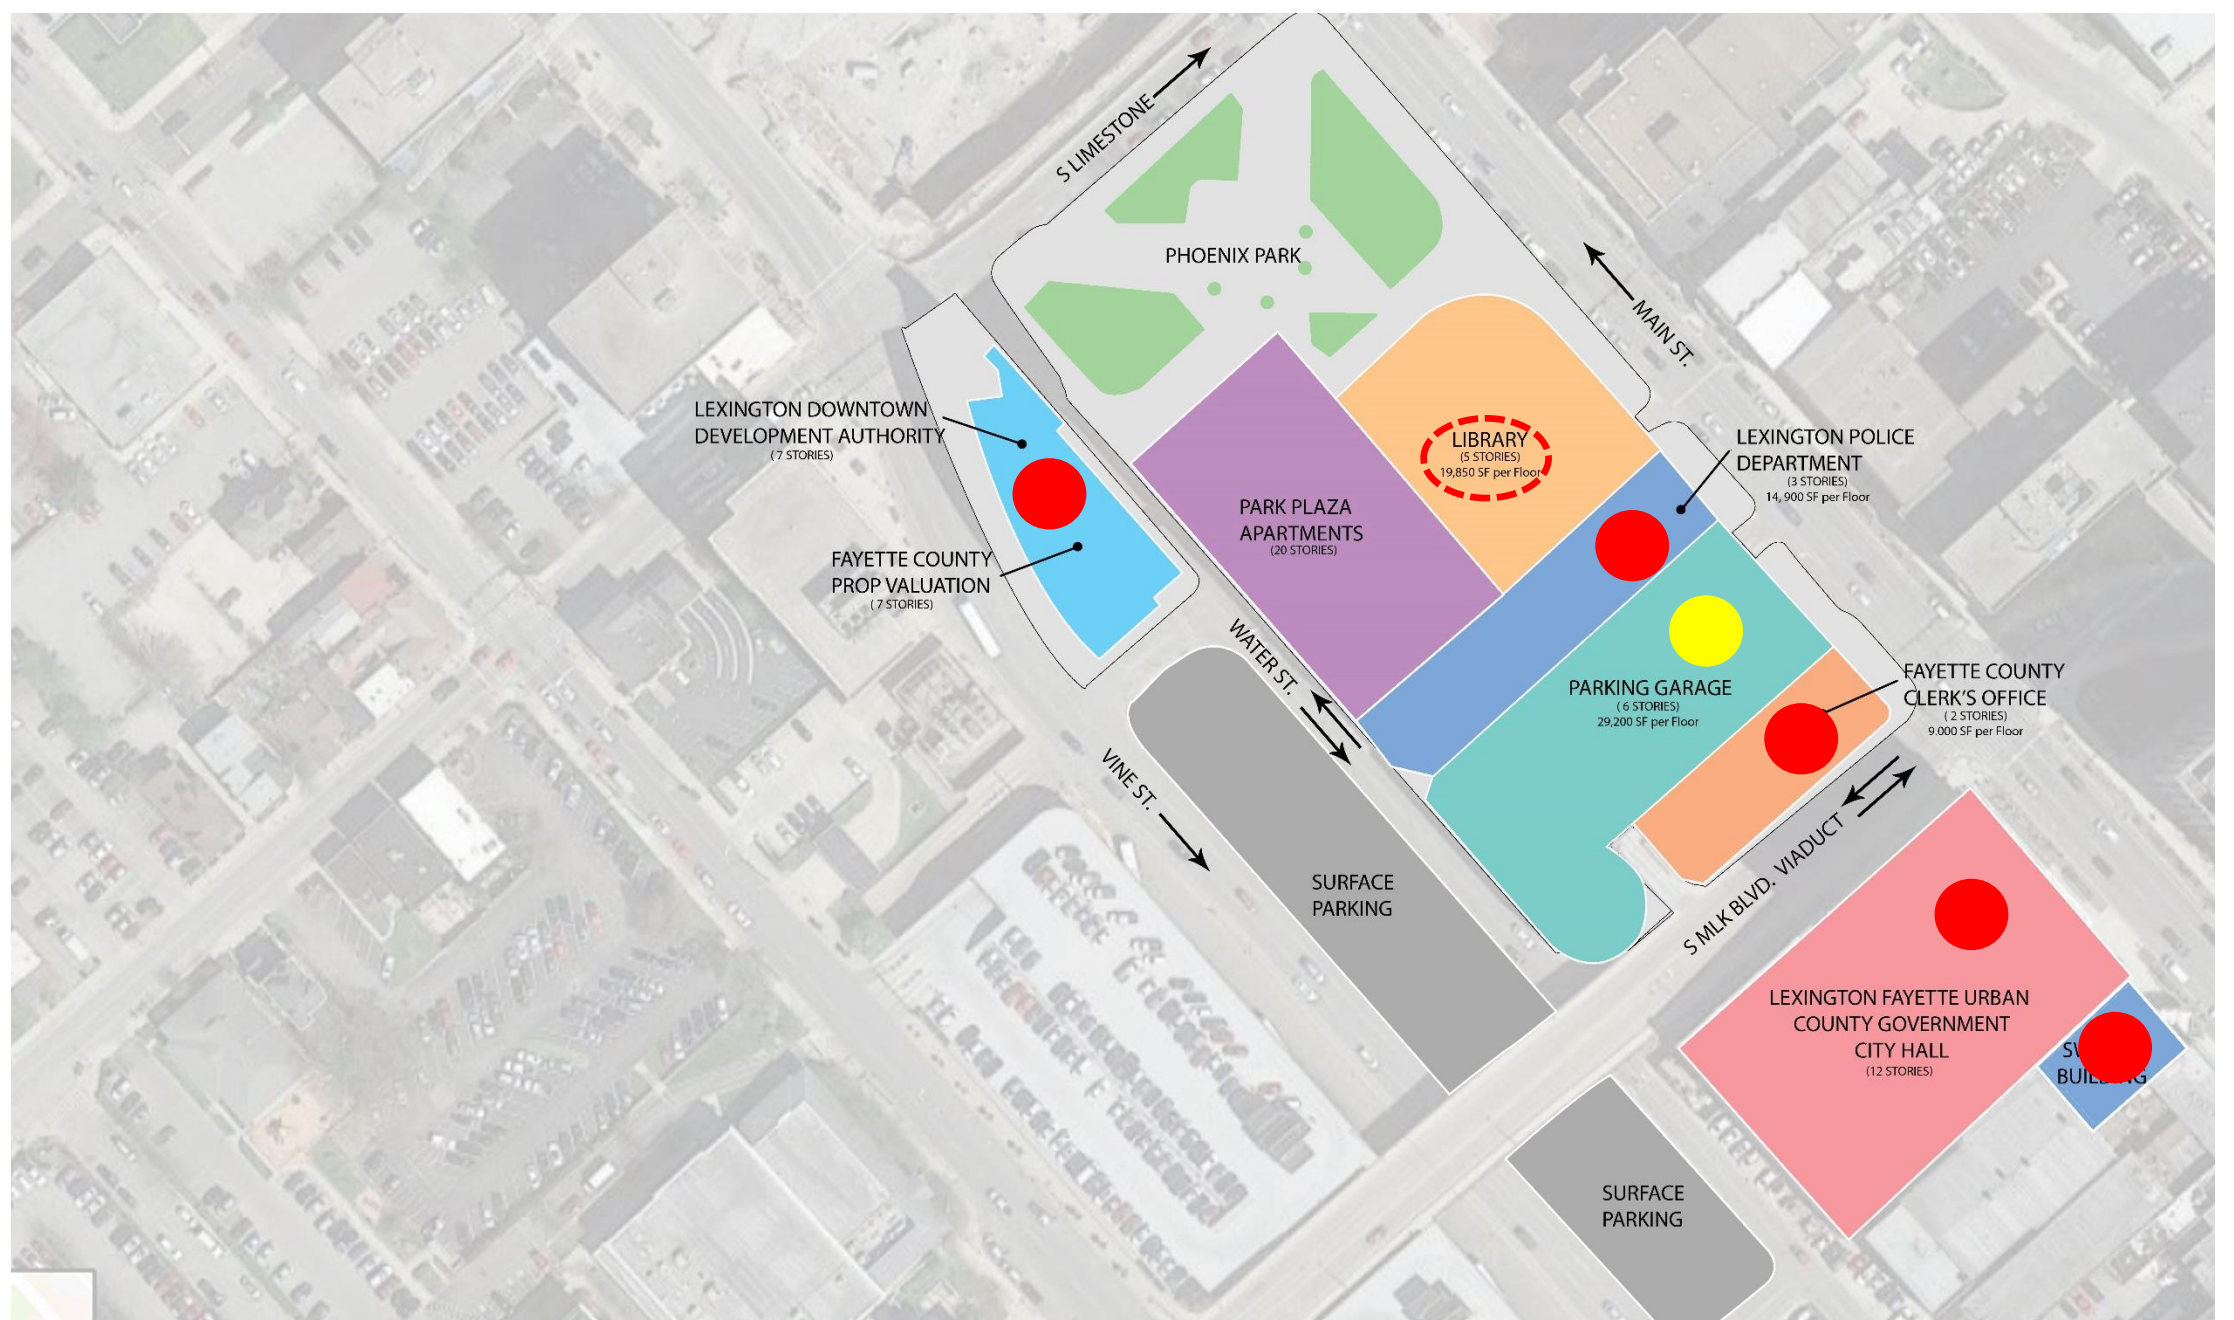 S LIMESTONE
PHOENIX PARK
MAIN ST.
LEXINGTON DOWNTOWN
DEVELOPMENT AUTHORITY
( 7 STORIES)
LIBRARY
(5 STORIES)
19,850 SF per Floor
LEXINGTON POLICE
DEPARTMENT
(3 STORIES)
14, 900 SF per Floor
PARK PLAZA
APARTMENTS
(20 STORIES)
FAYETTE COUNTY
PROP VALUATION
( 7 STORIES)
WATER ST.
PARKING GARAGE
( 6 STORIES)
29,200 SF per Floor
FAYETTE COUNTY
CLERK'S OFFICE
( 2 STORIES)
9.000 SF per Floor
VINE ST.
S MLK BLVD. VIADUCT
SURFACE
PARKING
LEXINGTON FAYETTE URBAN
COUNTY GOVERNMENT
CITY HALL
(12 STORIES)
SURFACE
PARKING